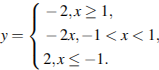 y = { - 2, x ≥ 1,
- 2x, -1 < x < 1,
2, x ≤ -1.